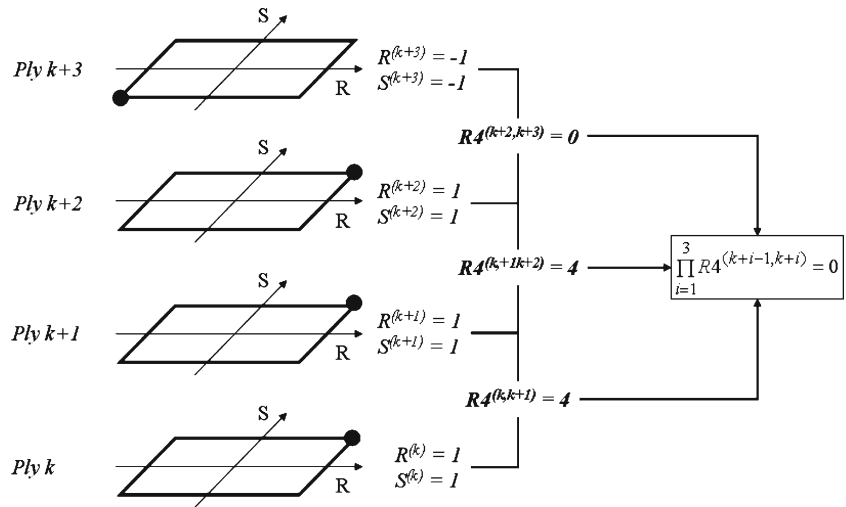 S
Ply k+3
R
R(k+3) = -1
S(k+3) = -1
R4(k+2,k+3) = 0
S
Ply k+2
R
R(k+2) = 1
S(k+2) = 1
R4(k,+1k+2) = 4
3
∏ R4(k+i-1,k+i) = 0
i=1
S
Ply k+1
R
R(k+1) = 1
S(k+1) = 1
R4(k,k+1) = 4
S
Ply k
R
R(k) = 1
S(k) = 1